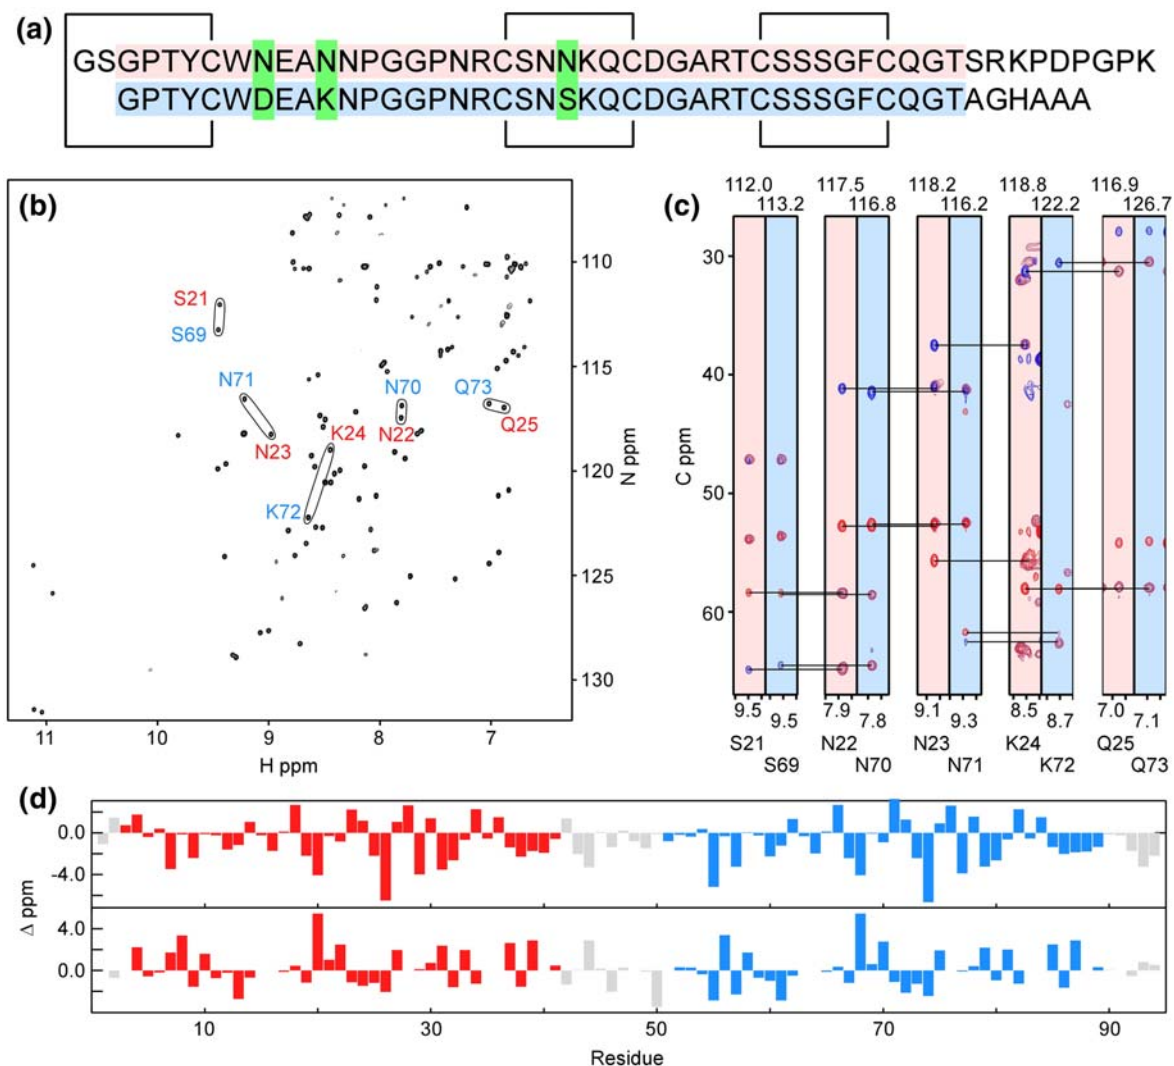 (a)
GSGPTYCWNEANNPGGPNRCSNNKQCDGARTCSSSGFCQGTSRKPDPGPK
GPTYCWDEAKNPGGPNRCSNSKQCDGARTCSSSGFCQGTAGHAAA
(b)
S21
S69
N71
N23
K24
K72
N70
N22
Q73
Q25
110
115
120
125
130
N ppm
11 10 9 8 7
H ppm
(c)
112.0 117.5 118.2 118.8 116.9
113.2 116.8 116.2 122.2 126.7
30
40
50
60
C ppm
9.5 9.5 7.9 7.8 9.1 9.3 8.5 8.7 7.0 7.1
S21 N22 N23 K24 Q25
S69 N70 N71 K72 Q73
(d)
0.0
-4.0
4.0
0.0
Δ ppm
10 30 50 70 90
Residue